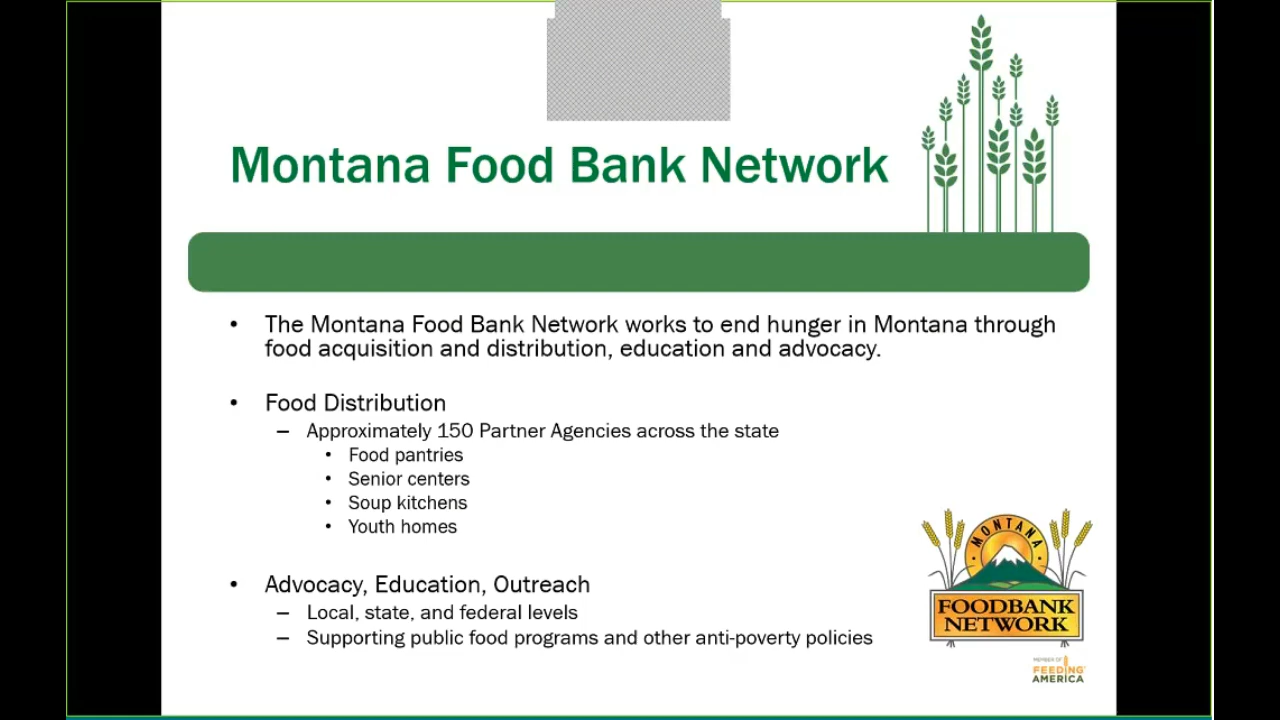 Montana Food Bank Network
• The Montana Food Bank Network works to end hunger in Montana through
food acquisition and distribution, education and advocacy.
• Food Distribution
– Approximately 150 Partner Agencies across the state
• Food pantries
• Senior centers
• Soup kitchens
• Youth homes
• Advocacy, Education, Outreach
– Local, state, and federal levels
– Supporting public food programs and other anti-poverty policies
MONTANA
FOODBANK
NETWORK
MEMBER OF
FEEDING
AMERICA